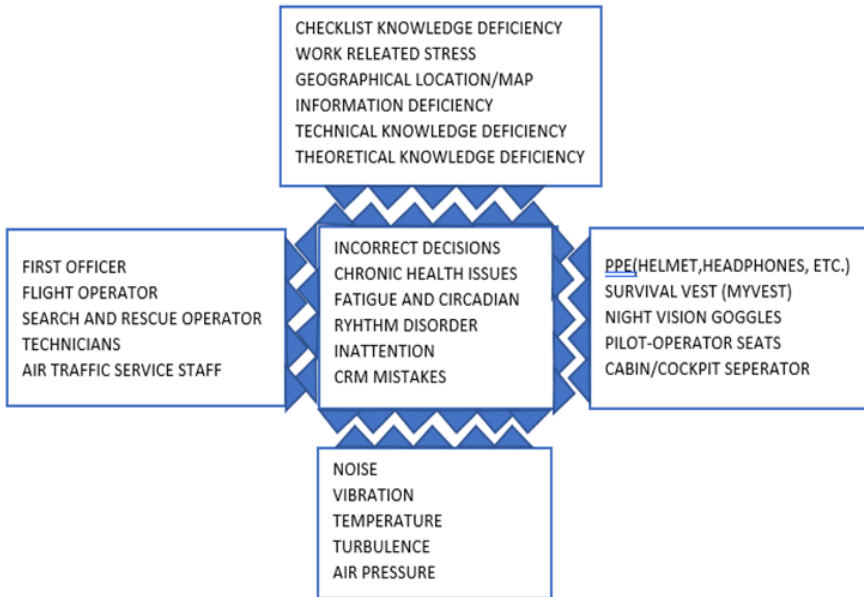 CHECKLIST KNOWLEDGE DEFICIENCY
WORK RELEATED STRESS
GEOGRAPHICAL LOCATION/MAP
INFORMATION DEFICIENCY
TECHNICAL KNOWLEDGE DEFICIENCY
THEORETICAL KNOWLEDGE DEFICIENCY
FIRST OFFICER
FLIGHT OPERATOR
SEARCH AND RESCUE OPERATOR
TECHNICIANS
AIR TRAFFIC SERVICE STAFF
INCORRECT DECISIONS
CHRONIC HEALTH ISSUES
FATIGUE AND CIRCADIAN
RYHTHM DISORDER
INATTENTION
CRM MISTAKES
PPE(HELMET,HEADPHONES, ETC.)
SURVIVAL VEST (MYVEST)
NIGHT VISION GOGGLES
PILOT-OPERATOR SEATS
CABIN/COCKPIT SEPERATOR
NOISE
VIBRATION
TEMPERATURE
TURBULENCE
AIR PRESSURE